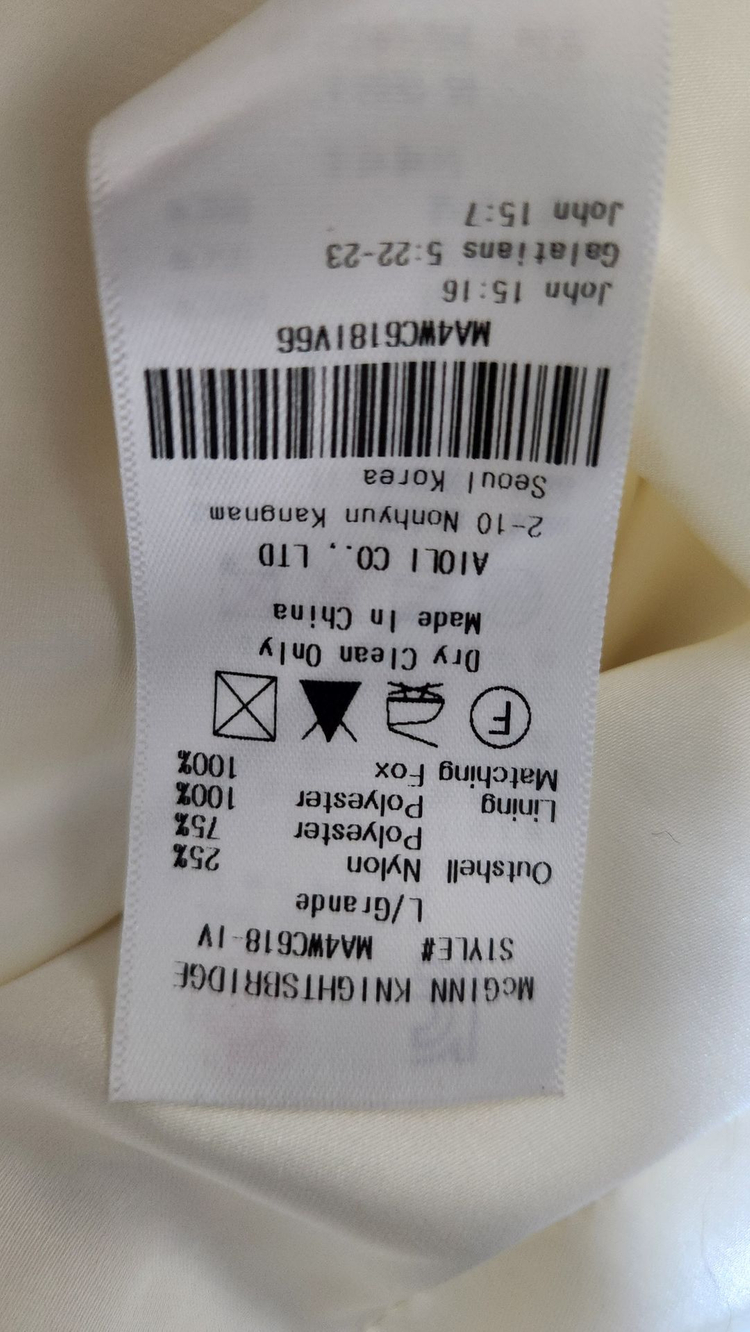 McGINN KNIGHTSBRIDGE
STYLE# MA4WC618-IV
L/Grande
Outshell Nylon 25%
Polyester 75%
Lining Polyester 100%
Matching Fox 100%
F
Dry Clean Only
Made In China
AIOLI CO., LTD
2-10 Nonhyun Kangnam
Seoul Korea
MA4WC618IV66
John 15:16
Galatians 5:22-23
John 15:7